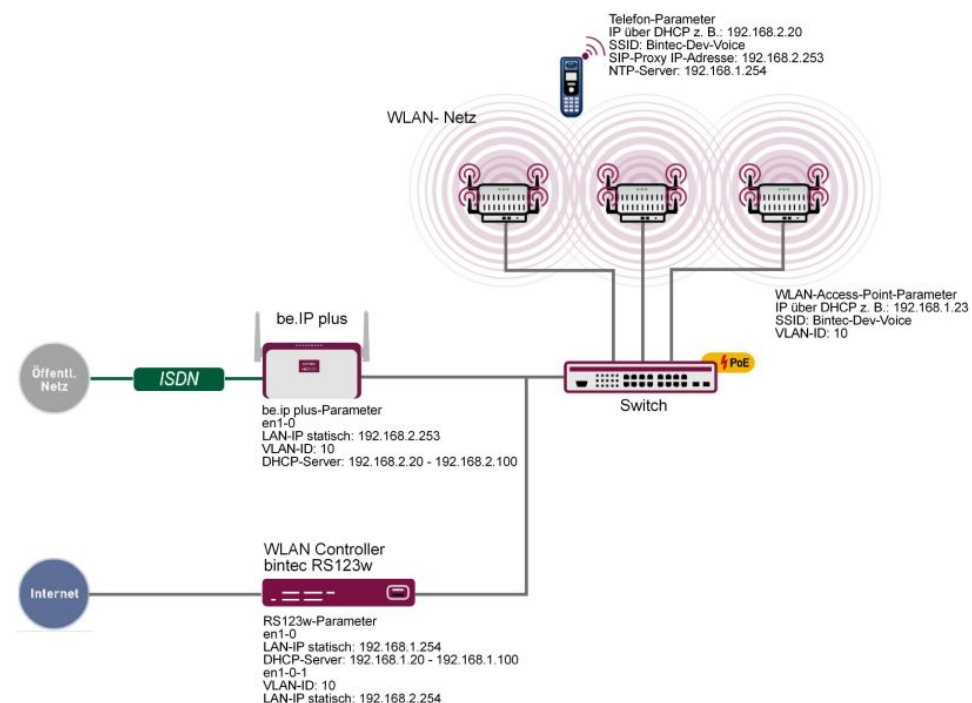 Telefon-Parameter
IP über DHCP z. B.: 192.168.2.20
SSID: Bintec-Dev-Voice
SIP-Proxy IP-Adresse: 192.168.2.253
NTP-Server: 192.168.1.254
WLAN- Netz
WLAN-Access-Point-Parameter
IP über DHCP z. B.: 192.168.1.23
SSID: Bintec-Dev-Voice
VLAN-ID: 10
be.IP plus
Öffentl.
Netz
ISDN
PoE
Switch
be.ip plus-Parameter
en1-0
LAN-IP statisch: 192.168.2.253
VLAN-ID: 10
DHCP-Server: 192.168.2.20 - 192.168.2.100
WLAN Controller
bintec RS123w
Internet
RS123w-Parameter
en1-0
LAN-IP statisch: 192.168.1.254
DHCP-Server: 192.168.1.20 - 192.168.1.100
en1-0-1
VLAN-ID: 10
LAN-IP statisch: 192.168.2.254